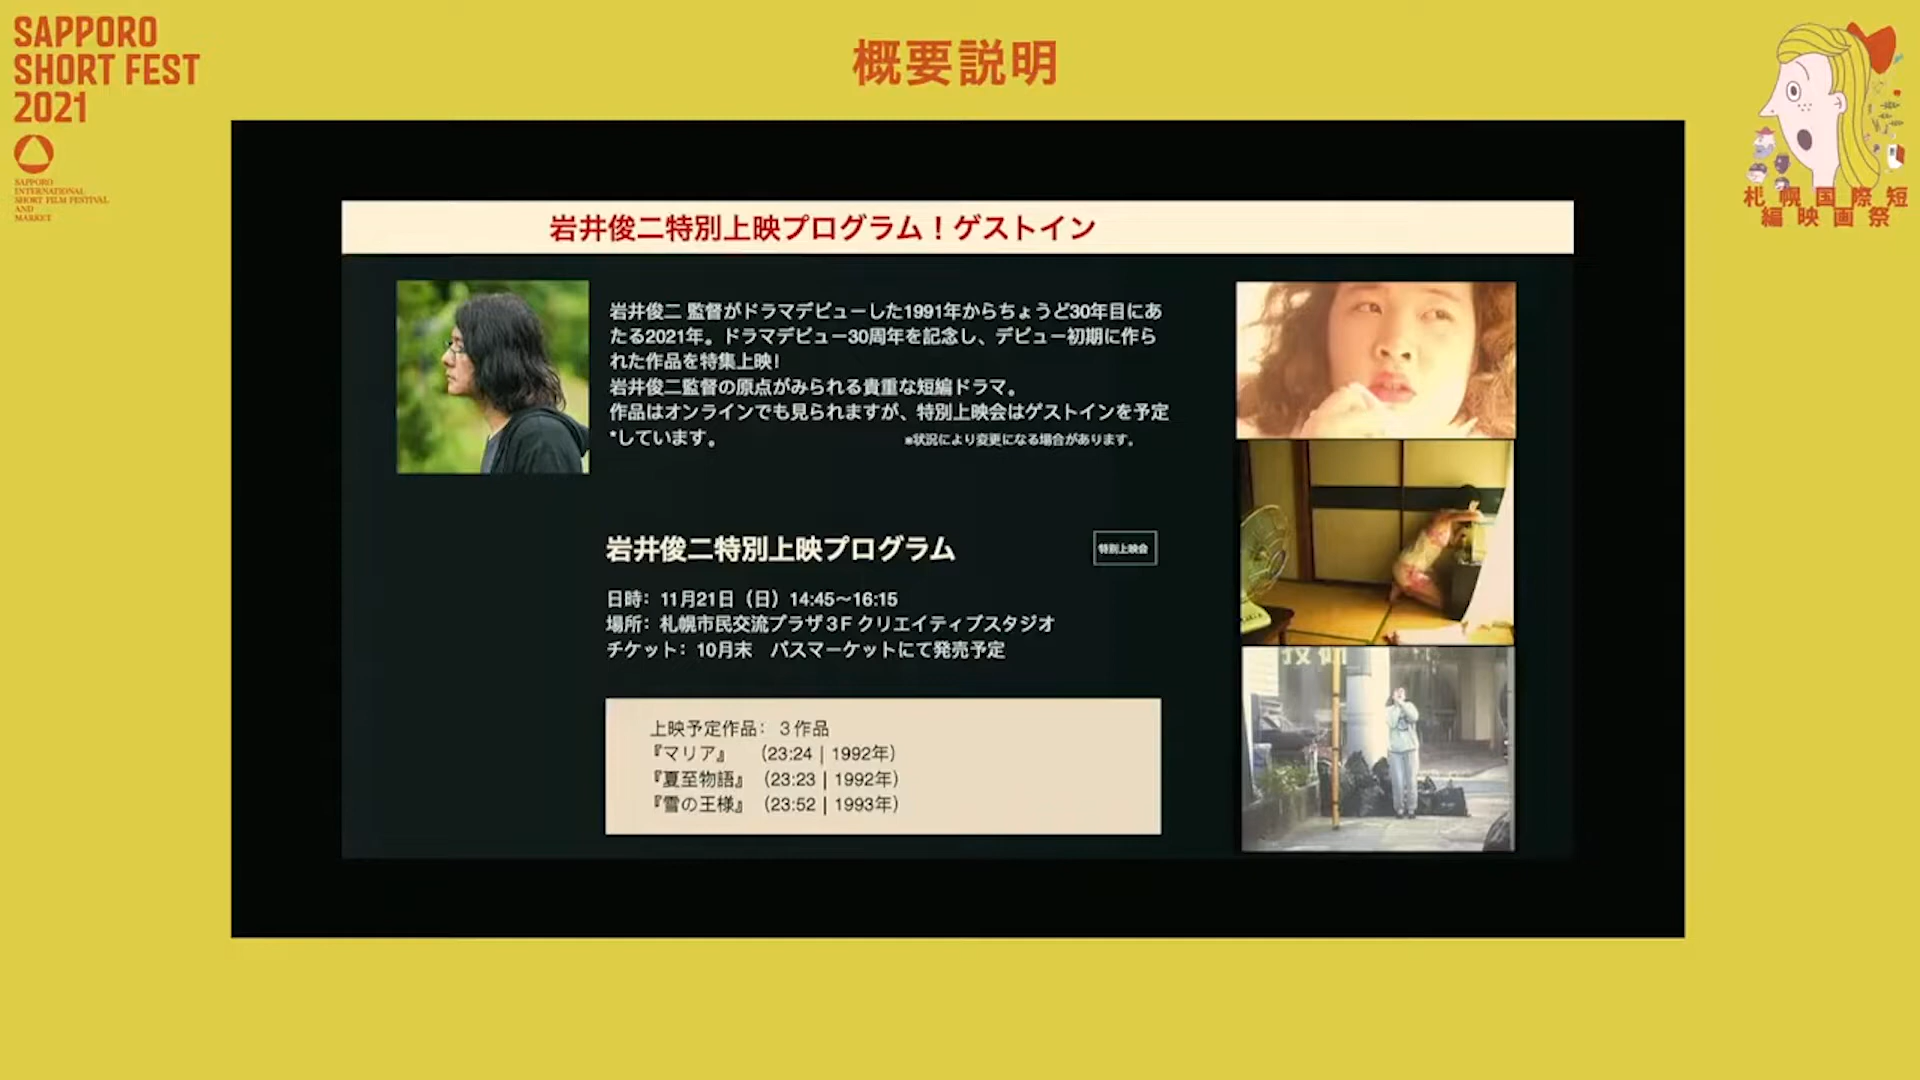 SAPPORO
SHORT FEST
2021
SAPPORO
INTERNATIONAL
SHORT FILM FESTIVAL
AND
MARKET
概要説明
札幌国際短
編映画祭
岩井俊二特別上映プログラム！ゲストイン
岩井俊二 監督がドラマデビューした1991年からちょうど30年目にあ
たる2021年。ドラマデビュー30周年を記念し、デビュー初期に作ら
れた作品を特集上映!
岩井俊二監督の原点がみられる貴重な短編ドラマ。
作品はオンラインでも見られますが、特別上映会はゲストインを予定
*しています。
※状況により変更になる場合があります。
岩井俊二特別上映プログラム
特別上映会
日時：11月21日（日）14:45〜16:15
場所：札幌市民交流プラザ３F クリエイティブスタジオ
チケット：10月末　パスマーケットにて発売予定
上映予定作品：３作品
『マリア』　（23:24 | 1992年）
『夏至物語』（23:23 | 1992年）
『雪の王様』（23:52 | 1993年）